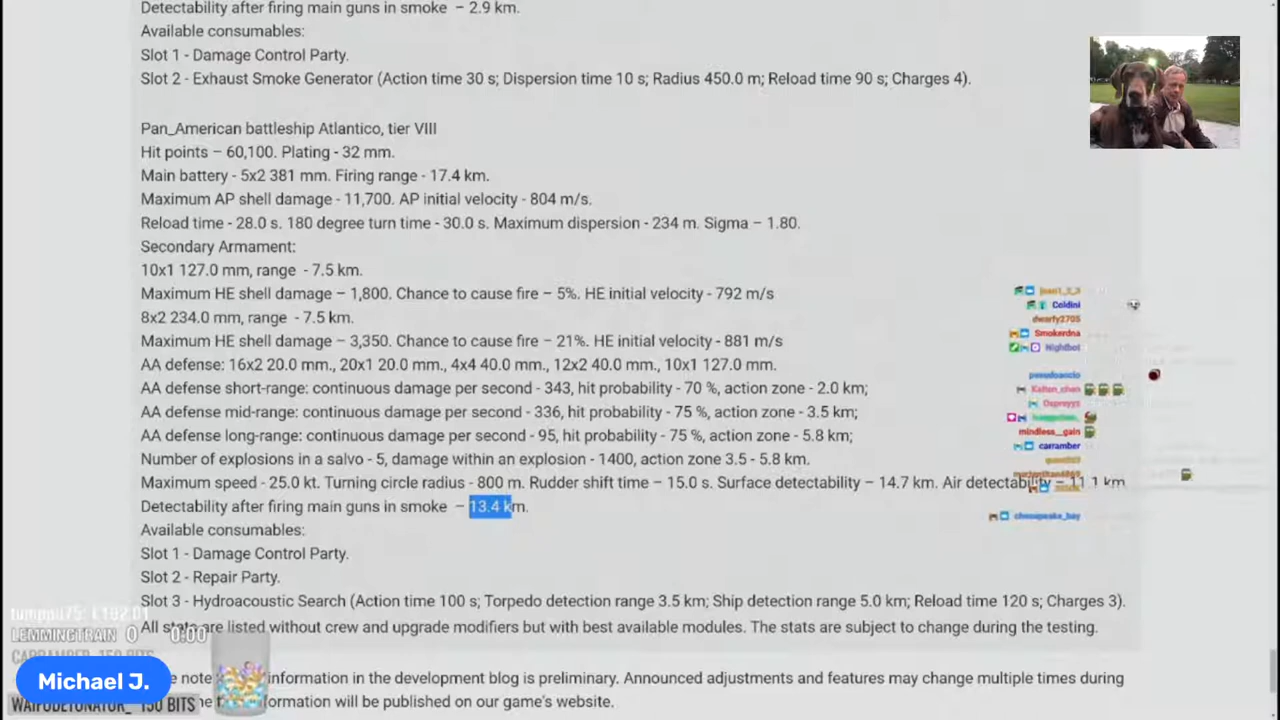 Detectability after firing main guns in smoke – 2.9 km.
Available consumables:
Slot 1 - Damage Control Party.
Slot 2 - Exhaust Smoke Generator (Action time 30 s; Dispersion time 10 s; Radius 450.0 m; Reload time 90 s; Charges 4).
Pan_American battleship Atlantico, tier VIII
Hit points – 60,100. Plating - 32 mm.
Main battery - 5x2 381 mm. Firing range - 17.4 km.
Maximum AP shell damage - 11,700. AP initial velocity - 804 m/s.
Reload time - 28.0 s. 180 degree turn time - 30.0 s. Maximum dispersion - 234 m. Sigma – 1.80.
Secondary Armament:
10x1 127.0 mm, range - 7.5 km.
Maximum HE shell damage – 1,800. Chance to cause fire – 5%. HE initial velocity - 792 m/s
8x2 234.0 mm, range - 7.5 km.
Maximum HE shell damage – 3,350. Chance to cause fire – 21%. HE initial velocity - 881 m/s
AA defense: 16x2 20.0 mm., 20x1 20.0 mm., 4x4 40.0 mm., 12x2 40.0 mm., 10x1 127.0 mm.
AA defense short-range: continuous damage per second - 343, hit probability - 70 %, action zone - 2.0 km;
AA defense mid-range: continuous damage per second - 336, hit probability - 75 %, action zone - 3.5 km;
AA defense long-range: continuous damage per second - 95, hit probability - 75 %, action zone - 5.8 km;
Number of explosions in a salvo - 5, damage within an explosion - 1400, action zone 3.5 - 5.8 km.
Maximum speed - 25.0 kt. Turning circle radius - 800 m. Rudder shift time – 15.0 s. Surface detectability – 14.7 km. Air detectability – 11.1 km
Detectability after firing main guns in smoke – 13.4 km.
Available consumables:
Slot 1 - Damage Control Party.
Slot 2 - Repair Party.
Slot 3 - Hydroacoustic Search (Action time 100 s; Torpedo detection range 3.5 km; Ship detection range 5.0 km; Reload time 120 s; Charges 3).
All stats are listed without crew and upgrade modifiers but with best available modules. The stats are subject to change during the testing.
note information in the development blog is preliminary. Announced adjustments and features may change multiple times during
information will be published on our game's website.
Coldini
dwarfy2705
Smokerdna
Nightbot
pseudoascio
Kelton_chen
Ospreyys
mindless_gain
carramber
chesapeake_bay
LEMMINGTRAIN 0 0.00
CARRAMBER 150 BITS
Michael J.
WAIFUDETONATOR_ 150 BITS